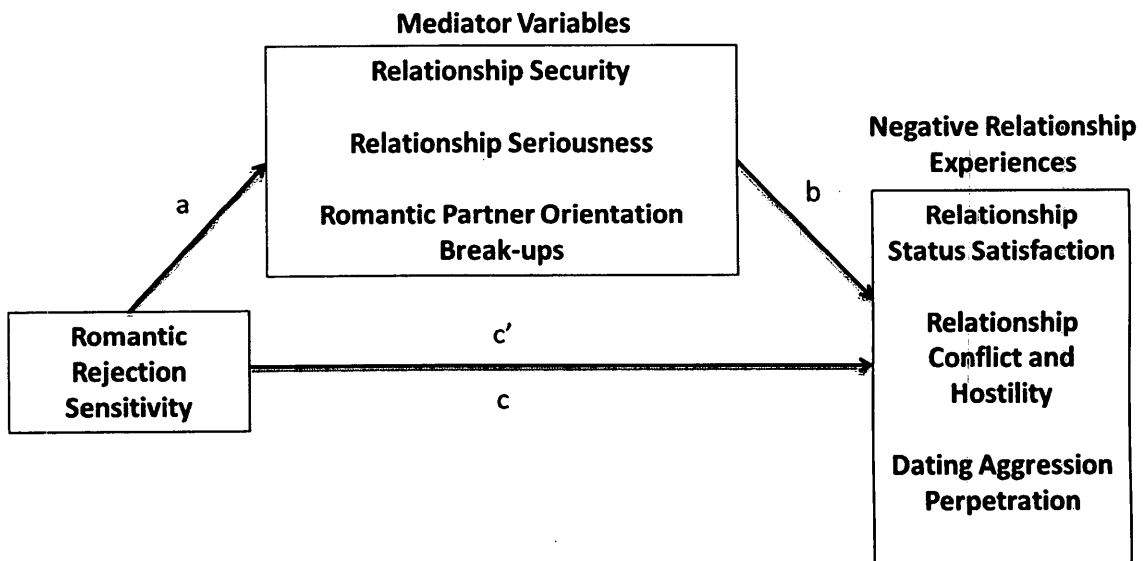 Mediator Variables
Relationship Security
Relationship Seriousness
Romantic Partner Orientation
Break-ups
Negative Relationship
Experiences
Relationship
Status Satisfaction
Relationship
Conflict and
Hostility
Dating Aggression
Perpetration
a
b
Romantic
Rejection
Sensitivity
c'
c